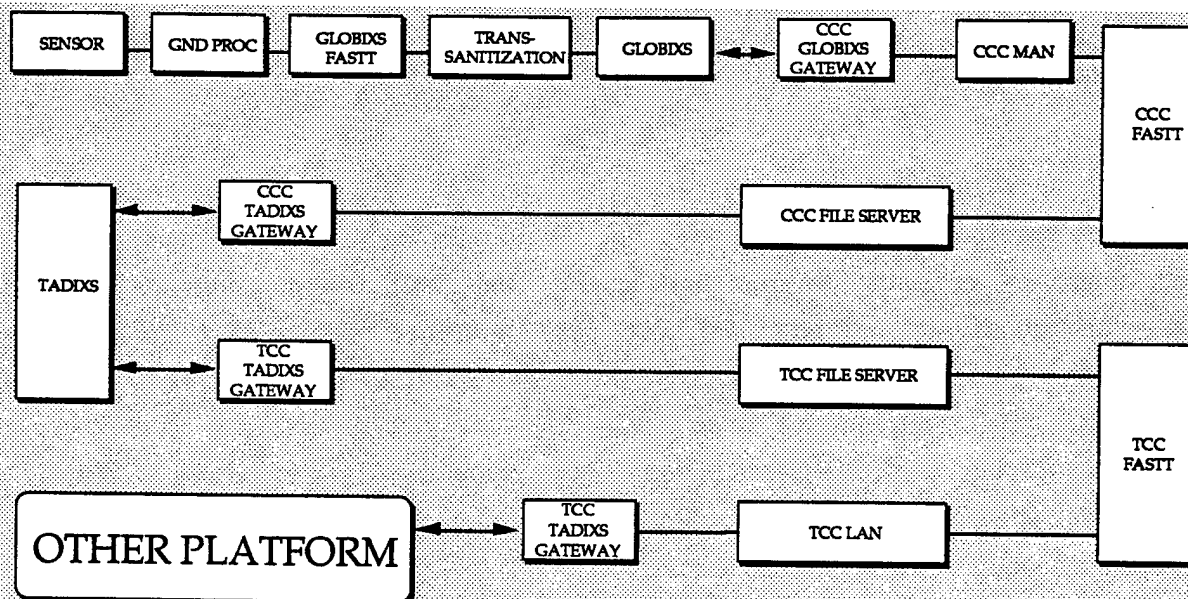 SENSOR
GND PROC
GLOBIXS
FASTT
TRANS-
SANITIZATION
GLOBIXS
CCC
GLOBIXS
GATEWAY
CCC MAN
CCC
FASTT
CCC
TADIXS
GATEWAY
CCC FILE SERVER
TADIXS
TCC
TADIXS
GATEWAY
TCC FILE SERVER
TCC
FASTT
OTHER PLATFORM
TCC
TADIXS
GATEWAY
TCC LAN